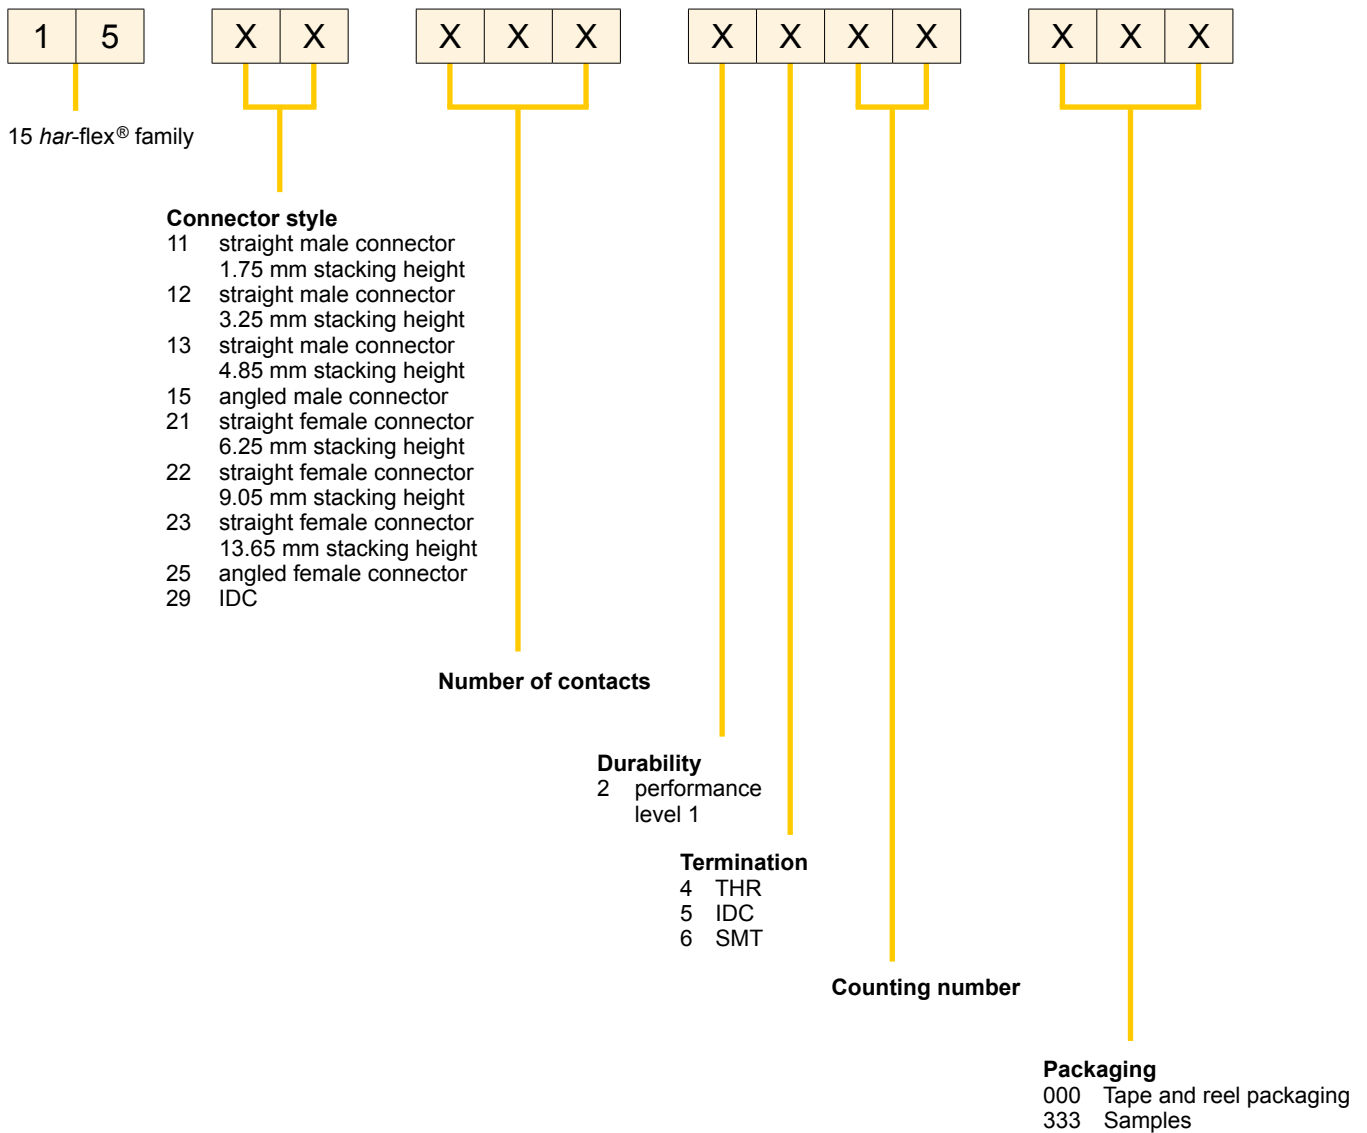 1 5 X X X X X X X X X X X X
15 har-flex® family
Connector style
11 straight male connector
1.75 mm stacking height
12 straight male connector
3.25 mm stacking height
13 straight male connector
4.85 mm stacking height
15 angled male connector
21 straight female connector
6.25 mm stacking height
22 straight female connector
9.05 mm stacking height
23 straight female connector
13.65 mm stacking height
25 angled female connector
29 IDC
Number of contacts
Durability
2 performance
level 1
Termination
4 THR
5 IDC
6 SMT
Counting number
Packaging
000 Tape and reel packaging
333 Samples